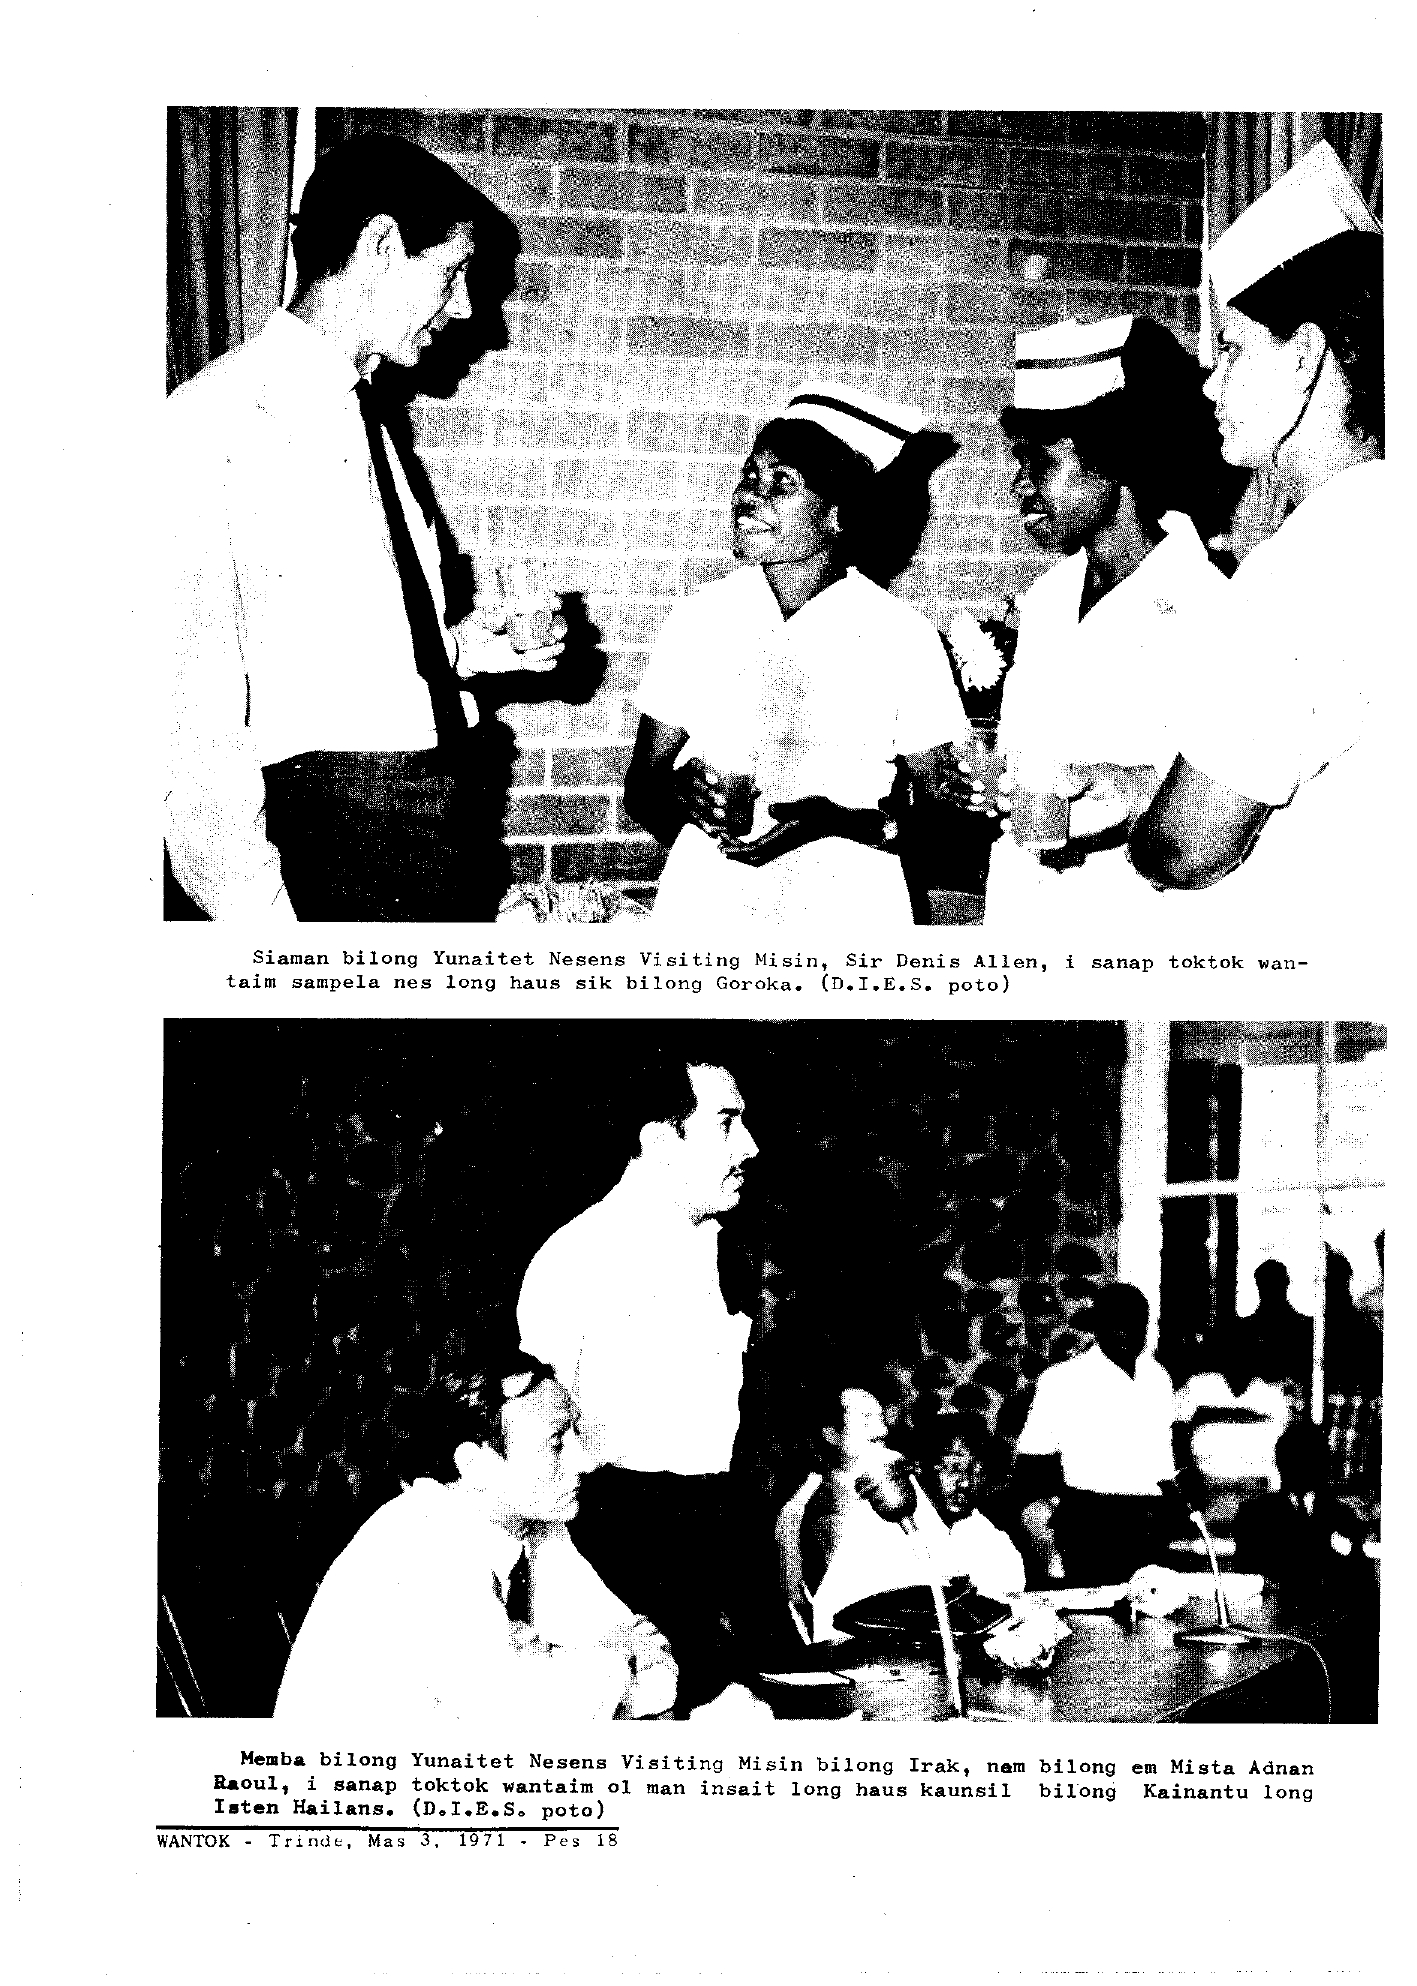 Siaman bilong Yunaitet Nesens Visiting Misin, Sir Denis Allen, i sanap toktok wan-
taim sampela nes long haus sik bilong Goroka. (D.I.E.S. poto)
Memba bilong Yunaitet Nesens Visiting Misin bilong Irak, nem bilong em Mista Adnan
Raoul, i sanap toktok wantaim ol man insait long haus kaunsil bilong Kainantu long
Isten Hailans. (D.I.E.S. poto)
WANTOK - Trinde, Mas 3, 1971 - Pes 18